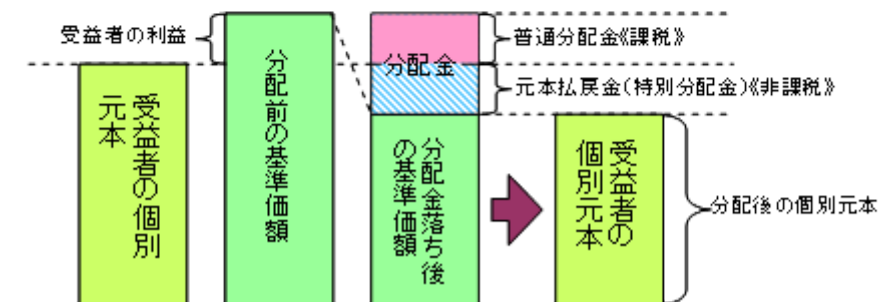 受益者の利益
普通分配金《課税》
分配金
元本払戻金(特別分配金)《非課税》
受益者の個別
元本
分配前の基準価額
分配金落ち後
の基準価額
受益者の
個別元本
分配後の個別元本